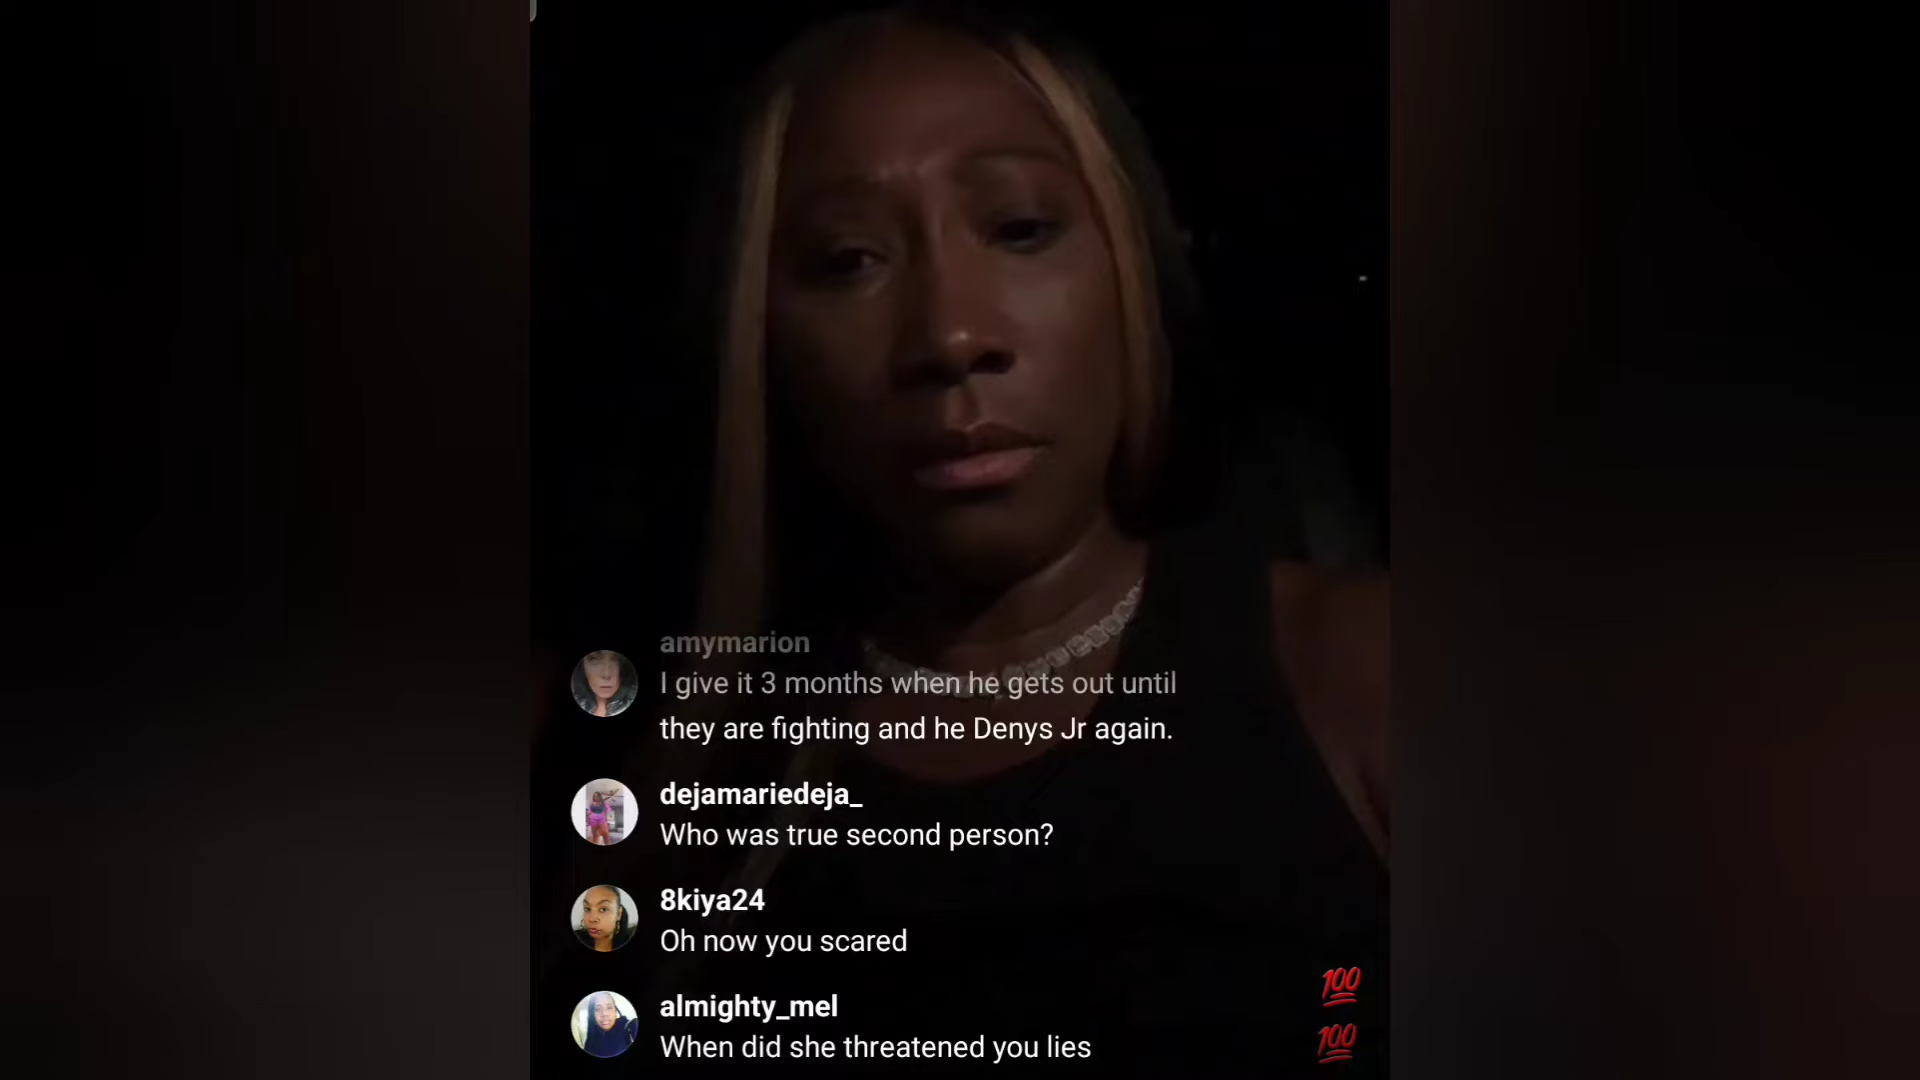 amymarion
I give it 3 months when he gets out until
they are fighting and he Denys Jr again.
dejamariedeja_
Who was true second person?
8kiya24
Oh now you scared
almighty_mel
When did she threatened you lies
💯
💯